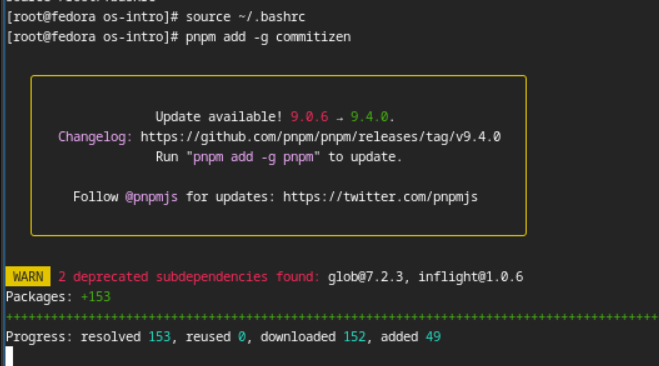 [root@fedora os-intro]# source ~/.bashrc
[root@fedora os-intro]# pnpm add -g commitizen
Update available! 9.0.6 → 9.4.0.
Changelog: https://github.com/pnpm/pnpm/releases/tag/v9.4.0
Run "pnpm add -g pnpm" to update.
Follow @pnpmjs for updates: https://twitter.com/pnpmjs
WARN 2 deprecated subdependencies found: glob@7.2.3, inflight@1.0.6
Packages: +153
++++++++++++++++++++++++++++++++++++++++++++++++++++++++++++++++++++++++++++++++
Progress: resolved 153, reused 0, downloaded 152, added 49